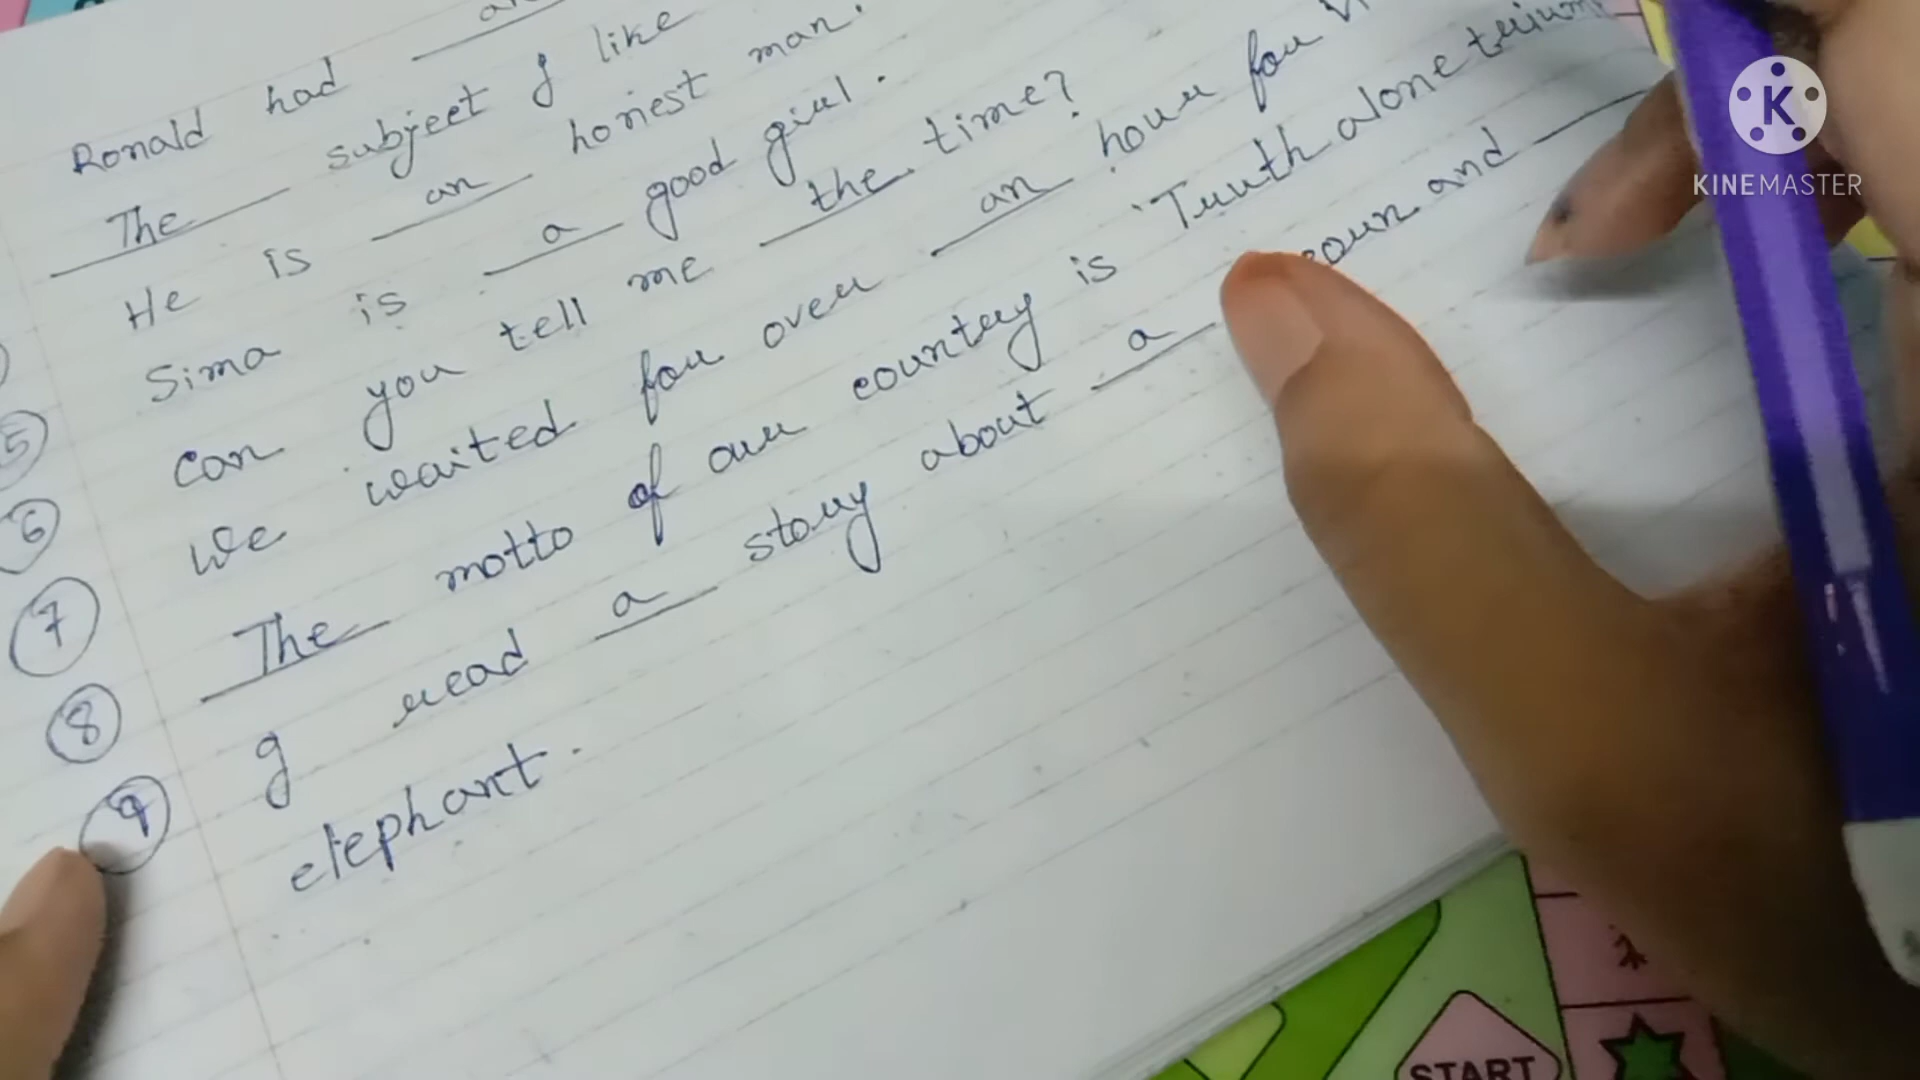 Ronald had an
The subject I like
He is an honest man.
Sima is a good girl.
5 Can you tell me the time?
6 We waited for over an hour for
7 The motto of our country is 'Truth alone
8 I read a story about a and
9 elephant.
KINEMASTER
START